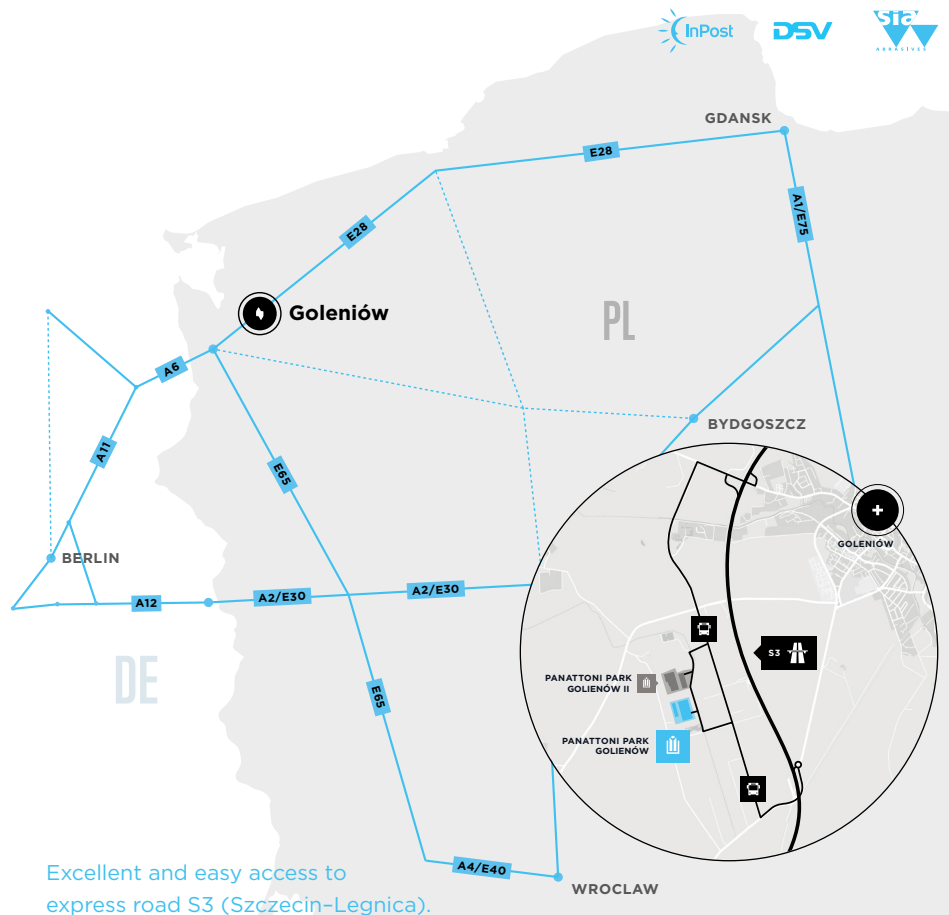 InPost
DSV
sia
ABRASIVES
GDANSK
E28
A1/E75
E28
Goleniów
PL
A6
BYDGOSZCZ
A11
E65
GOLENIÓW
BERLIN
A12
A2/E30
A2/E30
S3
DE
PANATTONI PARK
GOLIENÓW II
E65
PANATTONI PARK
GOLENIÓW
A4/E40
WROCLAW
Excellent and easy access to
express road S3 (Szczecin–Legnica).